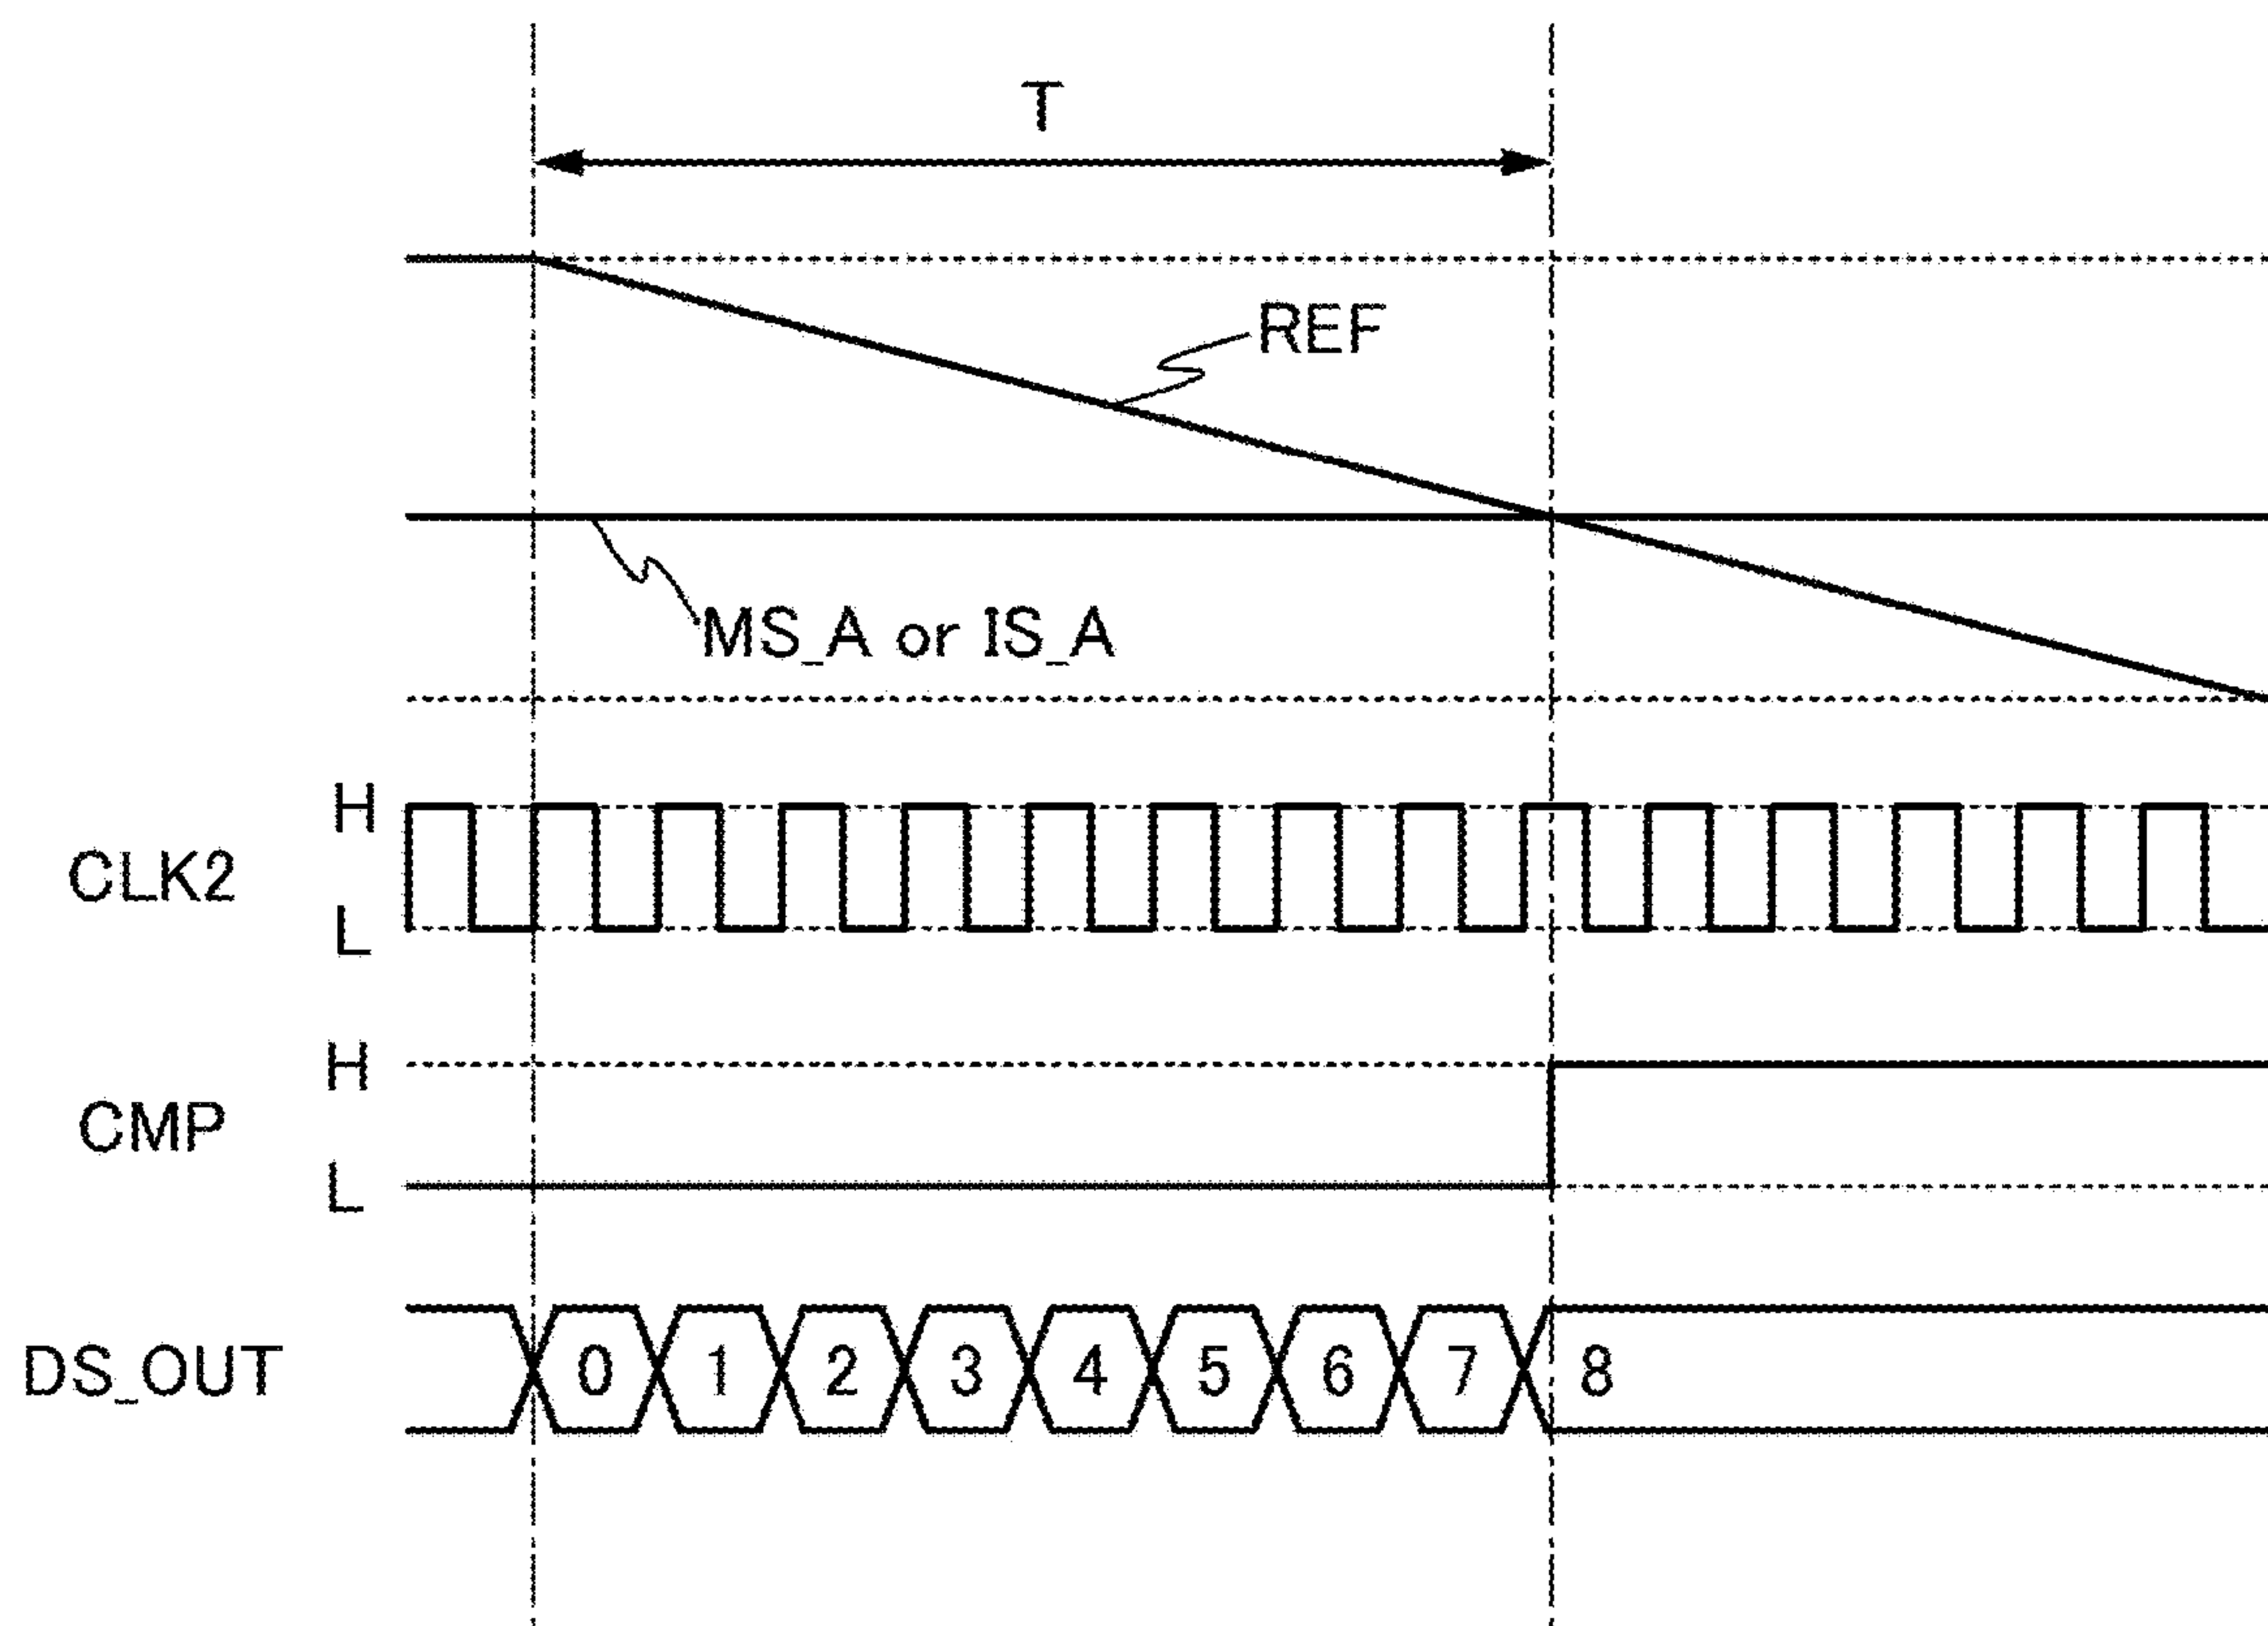 T
REF
MS_A or IS_A
H
CLK2
L
H
CMP
L
DS_OUT 0 1 2 3 4 5 6 7 8